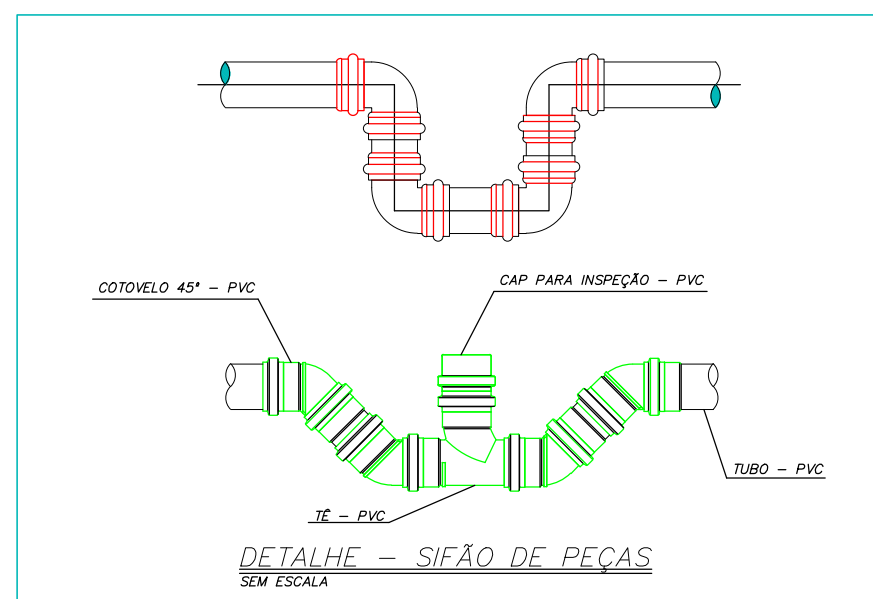 CAP PARA INSPEÇÃO – PVC
COTOVELO 45° – PVC
TUBO – PVC
TÊ – PVC
DETALHE – SIFÃO DE PEÇAS
SEM ESCALA